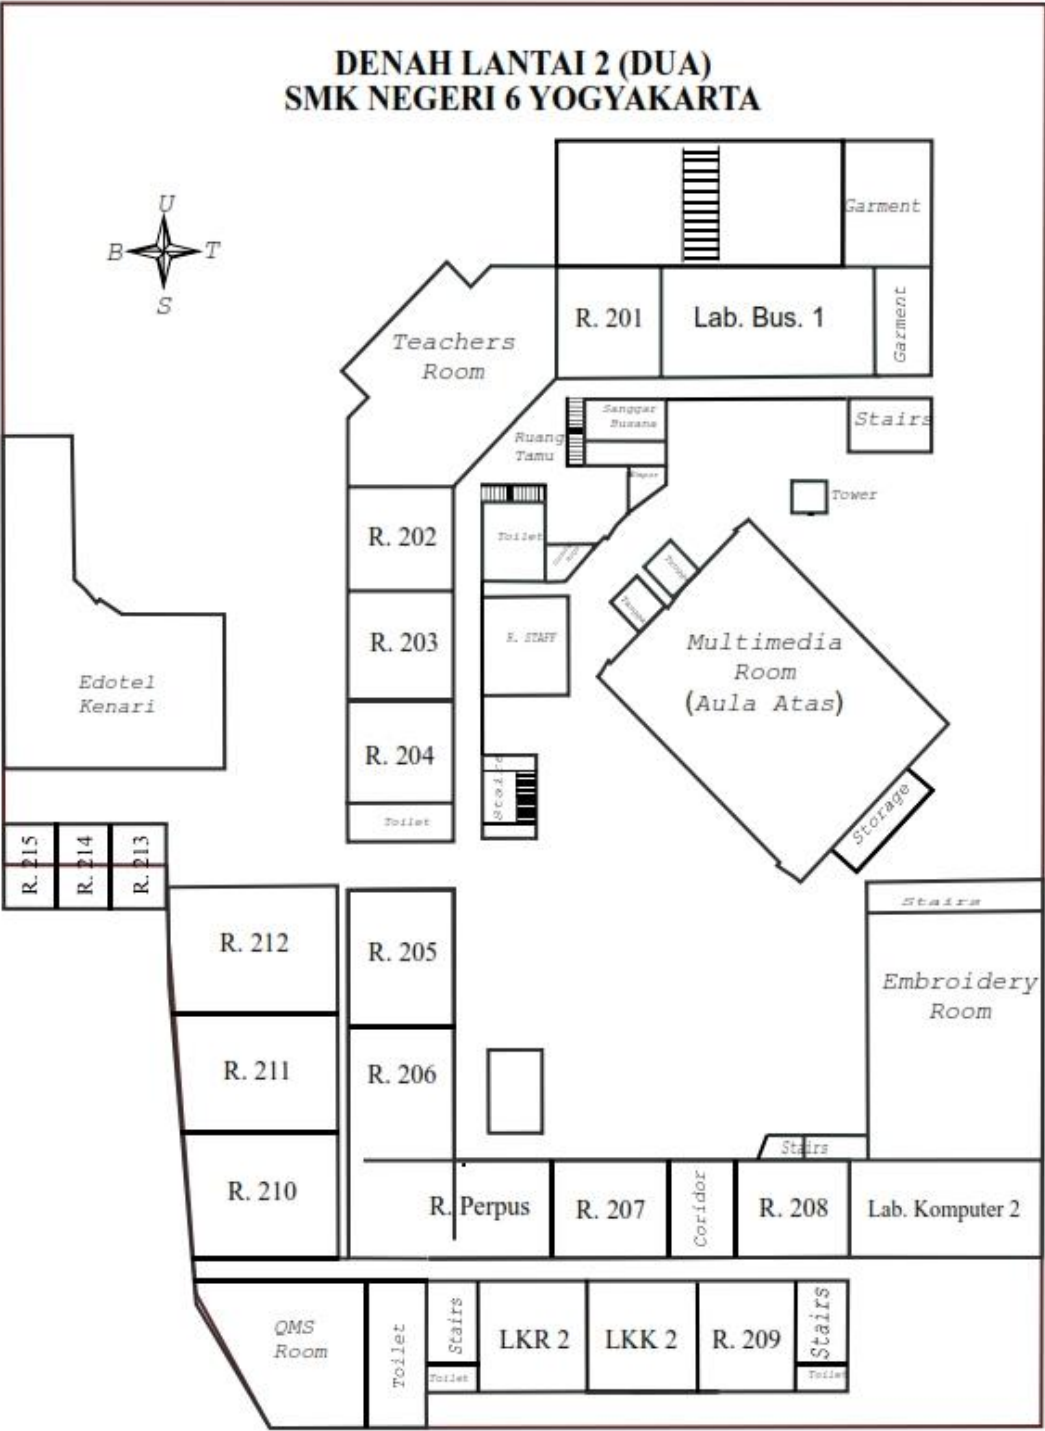 DENAH LANTAI 2 (DUA)
SMK NEGERI 6 YOGYAKARTA
U
B
T
S
Garment
R. 201
Lab. Bus. 1
Garment
Teachers
Room
Sanggar
Busana
Stairs
Ruang
Tamu
Tower
R. 202
Toilet
R. 203
R. STAFF
Tangga
Multimedia
Room
(Aula Atas)
Edotel
Kenari
R. 204
Stairs
Toilet
Storage
R. 215
R. 214
R. 213
Stairs
R. 212
R. 205
Embroidery
Room
R. 211
R. 206
Stairs
R. 210
R. Perpus
R. 207
Coridor
R. 208
Lab. Komputer 2
QMS
Room
Toilet
Stairs
Toilet
LKR 2
LKK 2
R. 209
Stairs
Toilet